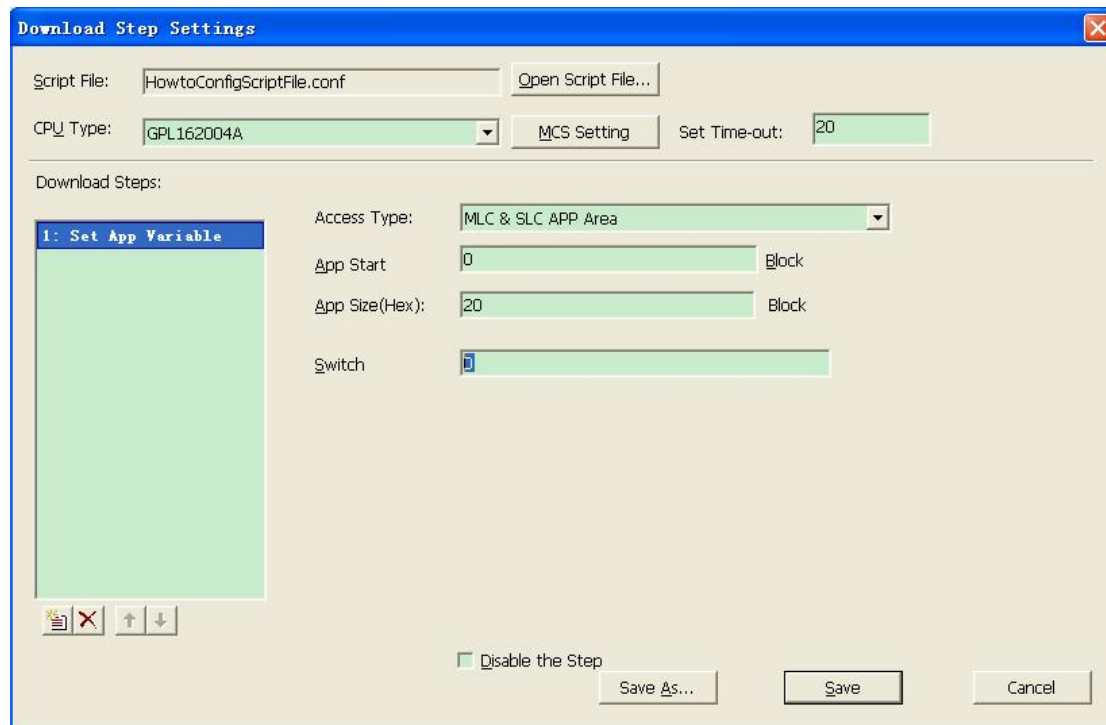 Download Step Settings
Script File: HowtoConfigScriptFile.conf Open Script File...
CPU Type: GPL162004A MCS Setting Set Time-out: 20
Download Steps:
1: Set App Variable
Access Type: MLC & SLC APP Area
App Start 0 Block
App Size(Hex): 20 Block
Switch
Disable the Step
Save As... Save Cancel